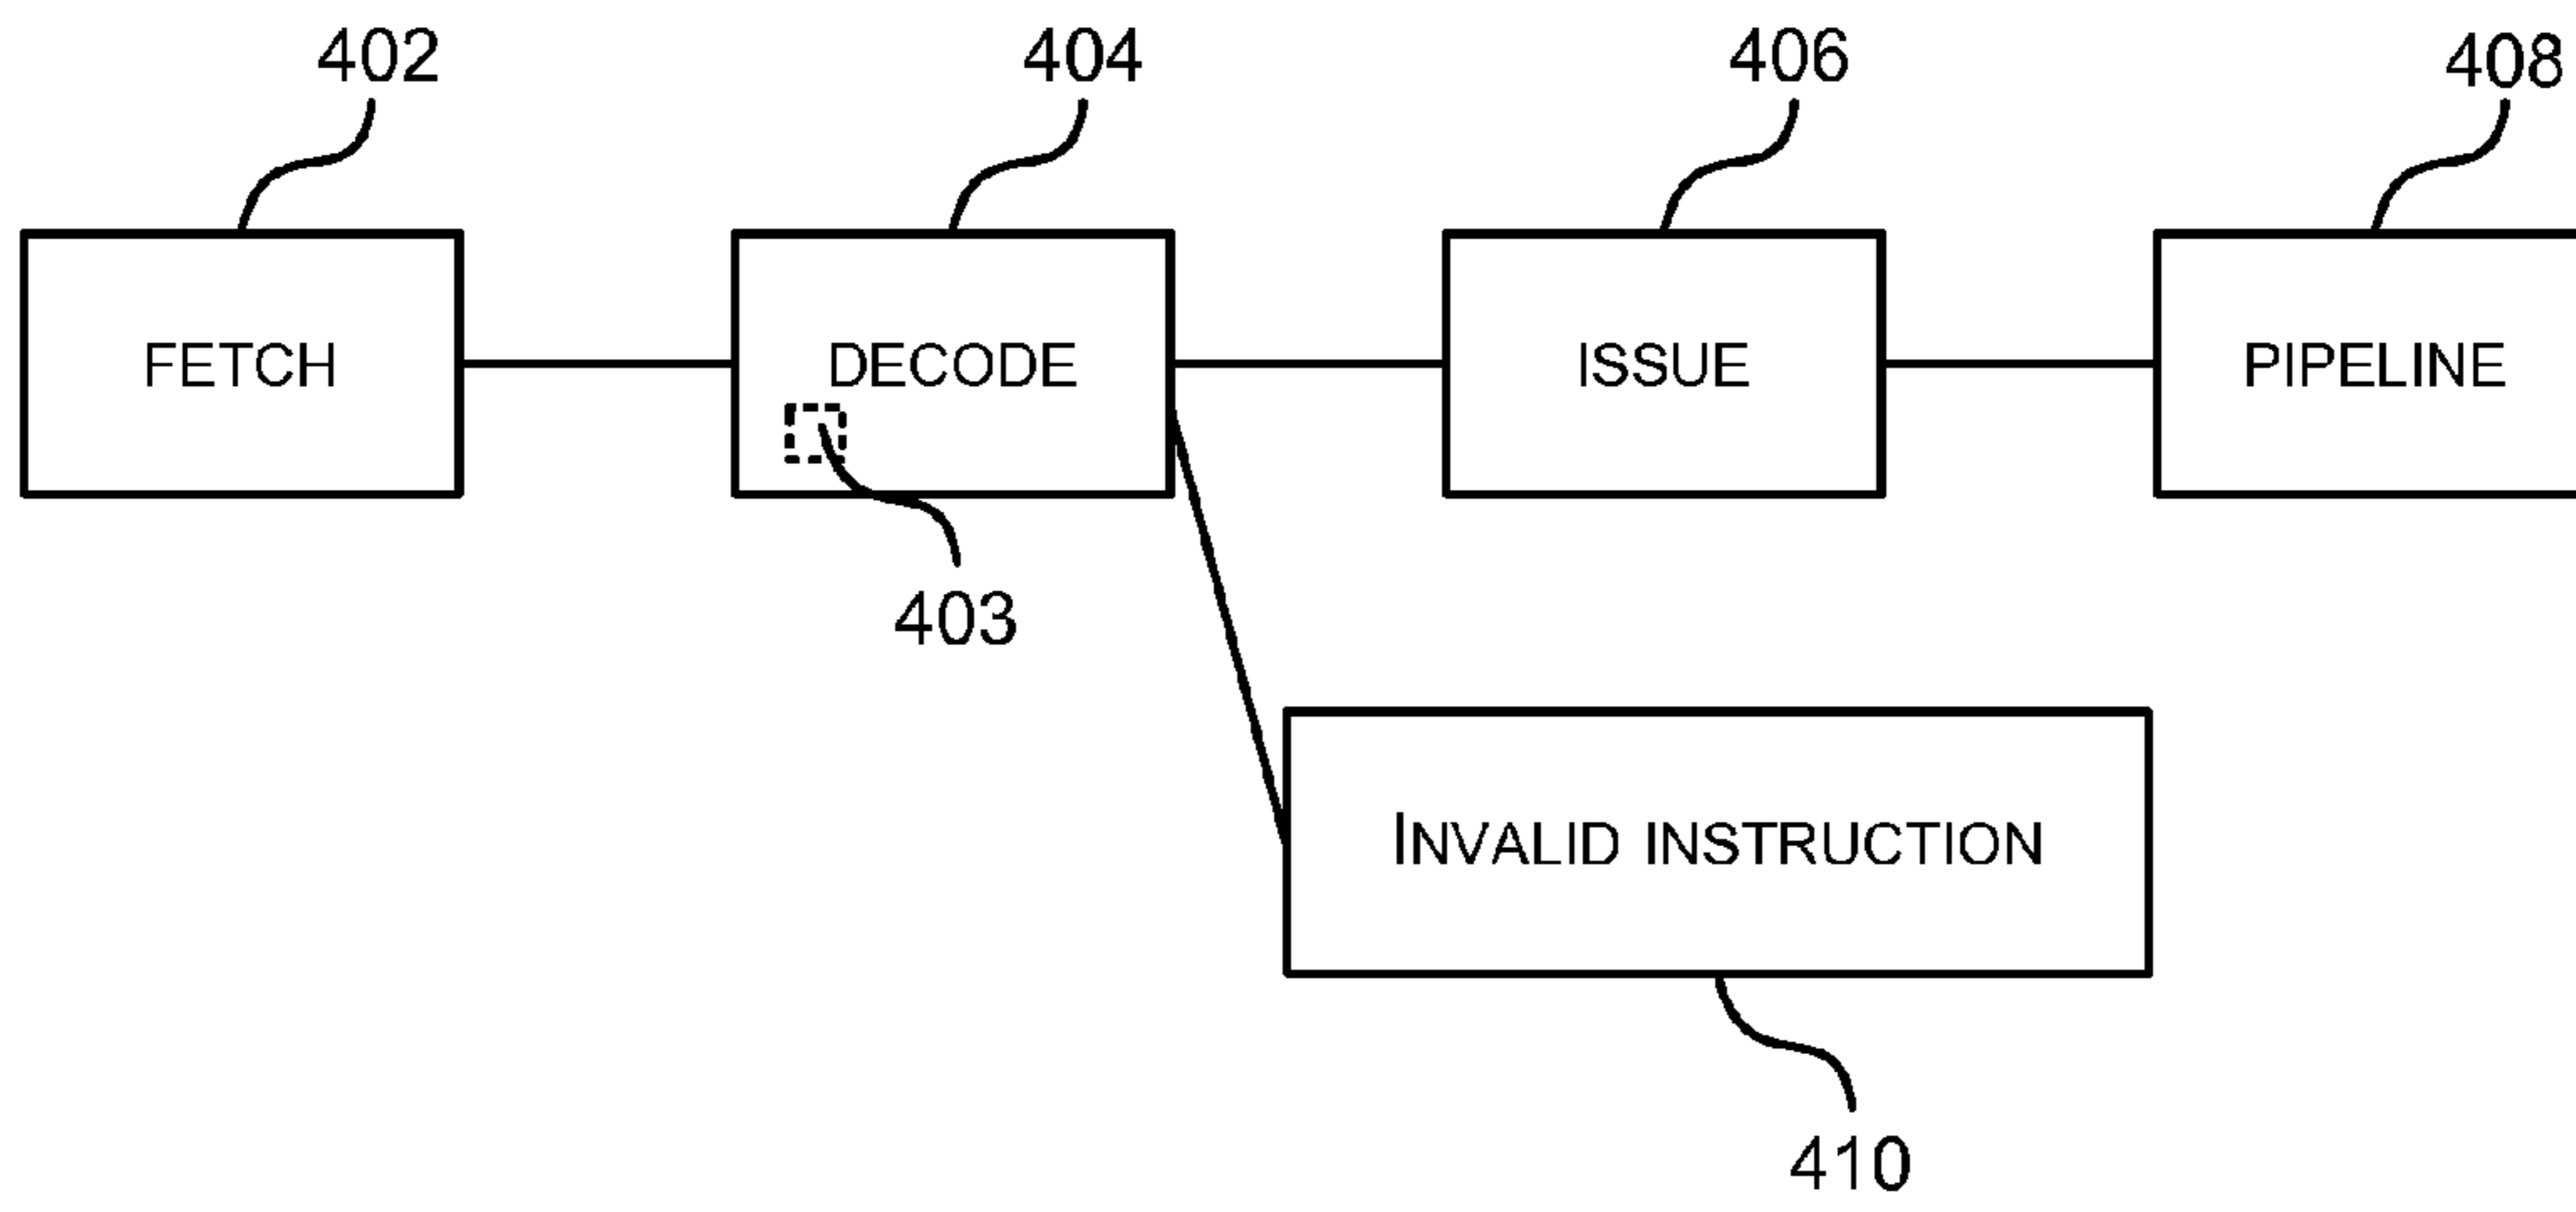 402 404 406 408
FETCH DECODE ISSUE PIPELINE
403
INVALID INSTRUCTION
410